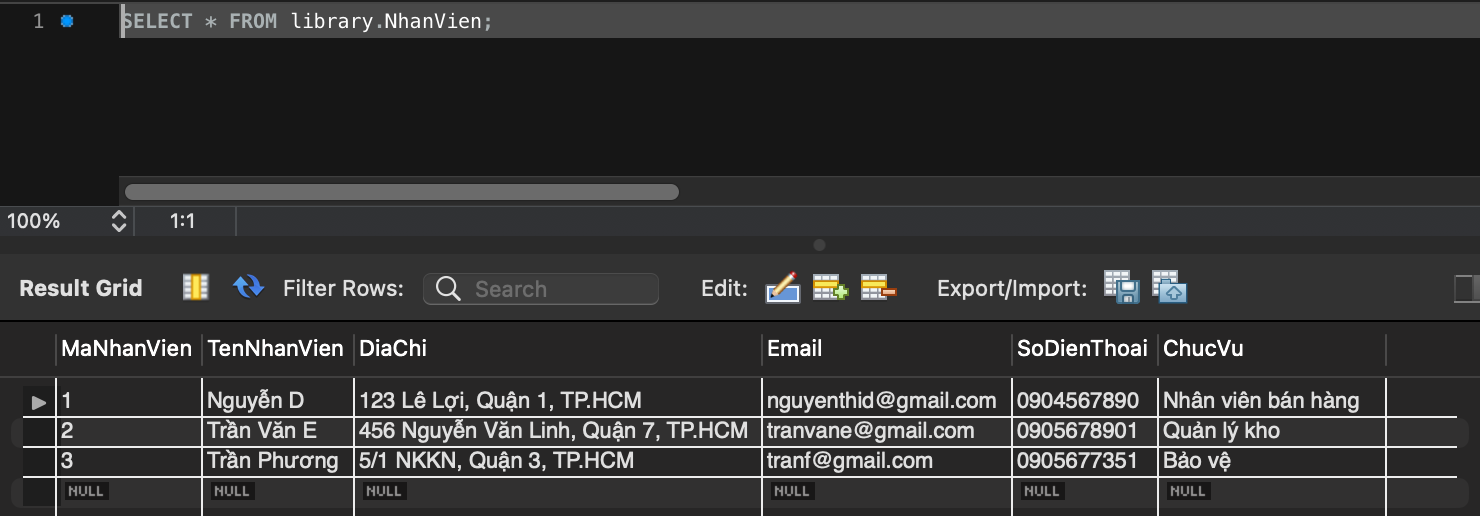 1 SELECT * FROM library.NhanVien;
100% 1:1
Result Grid Filter Rows: Search Edit: Export/Import:
MaNhanVien TenNhanVien DiaChi Email SoDienThoai ChucVu
1 Nguyễn D 123 Lê Lợi, Quận 1, TP.HCM nguyenthid@gmail.com 0904567890 Nhân viên bán hàng
2 Trần Văn E 456 Nguyễn Văn Linh, Quận 7, TP.HCM tranvane@gmail.com 0905678901 Quản lý kho
3 Trần Phương 5/1 NKKN, Quận 3, TP.HCM tranf@gmail.com 0905677351 Bảo vệ
NULL NULL NULL NULL NULL NULL